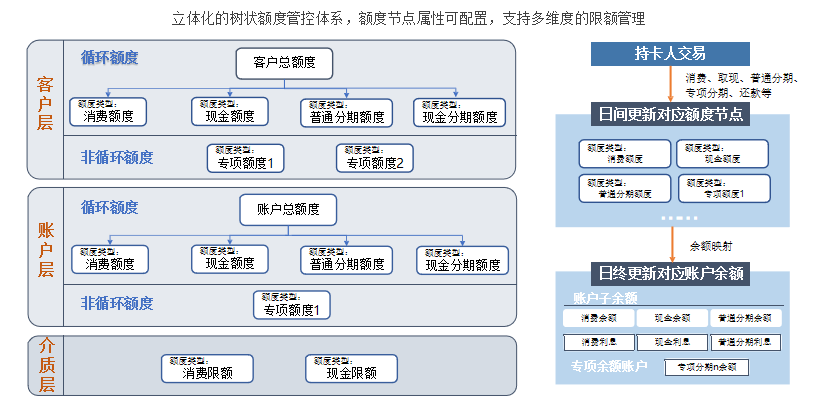 立体化的树状额度管控体系，额度节点属性可配置，支持多维度的限额管理
客户层
循环额度
客户总额度
额度类型：
消费额度
额度类型：
现金额度
额度类型：
普通分期额度
额度类型：
现金分期额度
非循环额度
额度类型：
专项额度1
额度类型：
专项额度2
账户层
循环额度
账户总额度
额度类型：
消费额度
额度类型：
现金额度
额度类型：
普通分期额度
额度类型：
现金分期额度
非循环额度
额度类型：
专项额度1
介质层
额度类型：
消费限额
额度类型：
现金限额
持卡人交易
消费、取现、普通分期、
专项分期、还款等
日间更新对应额度节点
额度类型：
消费额度
额度类型：
现金额度
额度类型：
普通分期额度
额度类型：
专项额度1
······
余额映射
日终更新对应账户余额
账户子余额
消费余额
现金余额
普通分期余额
消费利息
现金利息
普通分期利息
专项余额账户
专项分期n余额